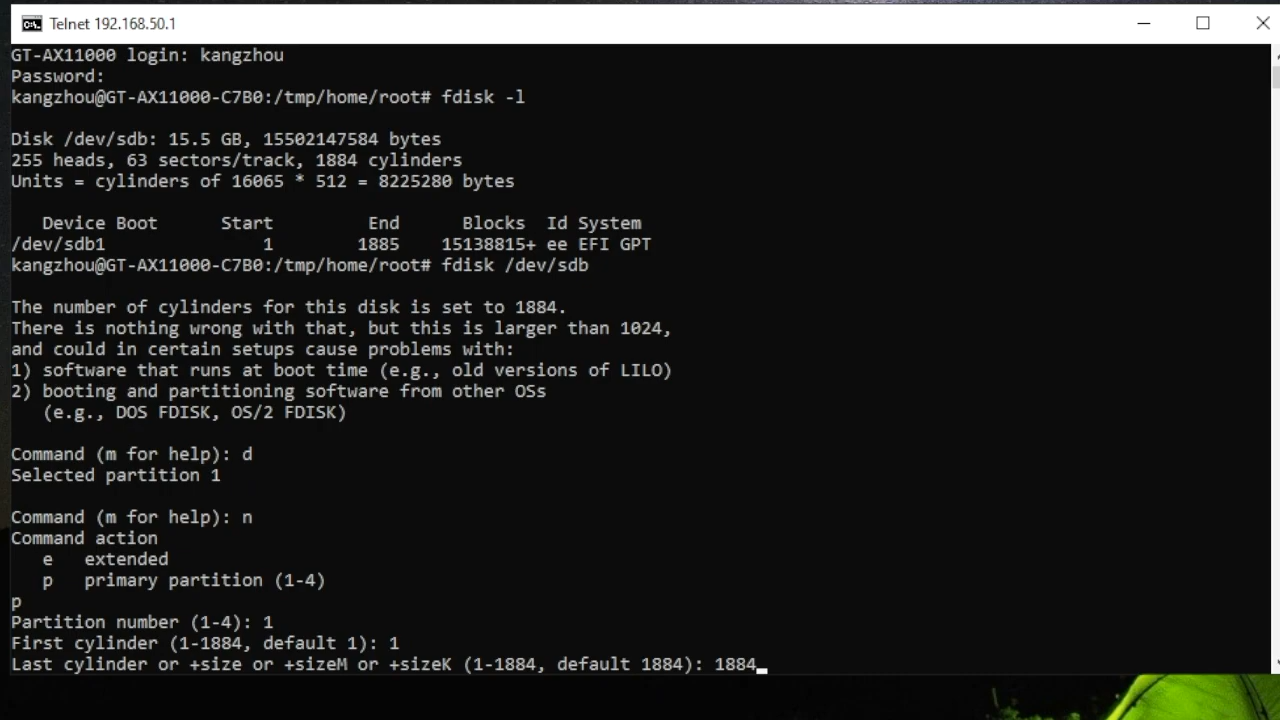 Telnet 192.168.50.1
GT-AX11000 login: kangzhou
Password:
kangzhou@GT-AX11000-C7B0:/tmp/home/root# fdisk -l
Disk /dev/sdb: 15.5 GB, 15502147584 bytes
255 heads, 63 sectors/track, 1884 cylinders
Units = cylinders of 16065 * 512 = 8225280 bytes
Device Boot      Start         End      Blocks  Id System
/dev/sdb1               1        1885    15138815+ ee EFI GPT
kangzhou@GT-AX11000-C7B0:/tmp/home/root# fdisk /dev/sdb
The number of cylinders for this disk is set to 1884.
There is nothing wrong with that, but this is larger than 1024,
and could in certain setups cause problems with:
1) software that runs at boot time (e.g., old versions of LILO)
2) booting and partitioning software from other OSs
(e.g., DOS FDISK, OS/2 FDISK)
Command (m for help): d
Selected partition 1
Command (m for help): n
Command action
e   extended
p   primary partition (1-4)
p
Partition number (1-4): 1
First cylinder (1-1884, default 1): 1
Last cylinder or +size or +sizeM or +sizeK (1-1884, default 1884): 1884